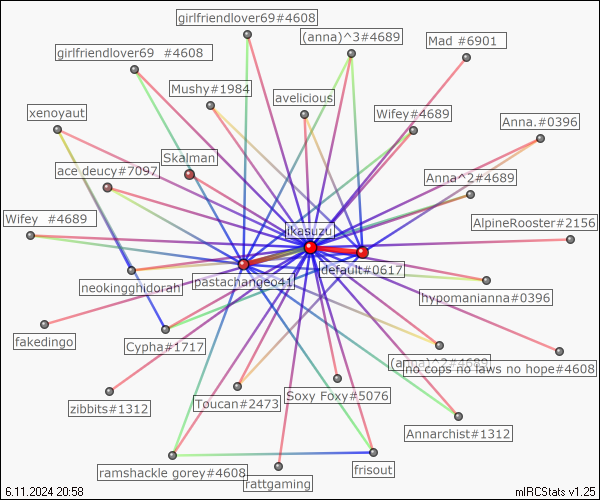 girlfriendlover69#4608
(anna)^3#4689
Mad #6901
girlfriendlover69 #4608
Mushy#1984
avelicious
Wifey#4689
Anna.#0396
xenoyaut
Skalman
ace deucy#7097
Anna^2#4689
Wifey #4689
AlpineRooster#2156
ikasuzu
default#0617
pastachangeo41
neokingghidorah
hypomanianna#0396
fakedingo
Cypha#1717
(anna)^2#4689
no cops no laws no hope#4608
zibbits#1312
Toucan#2473
Soxy Foxy#5076
Annarchist#1312
ramshackle gorey#4608
rattgaming
frisout
6.11.2024 20:58
mIRCStats v1.25